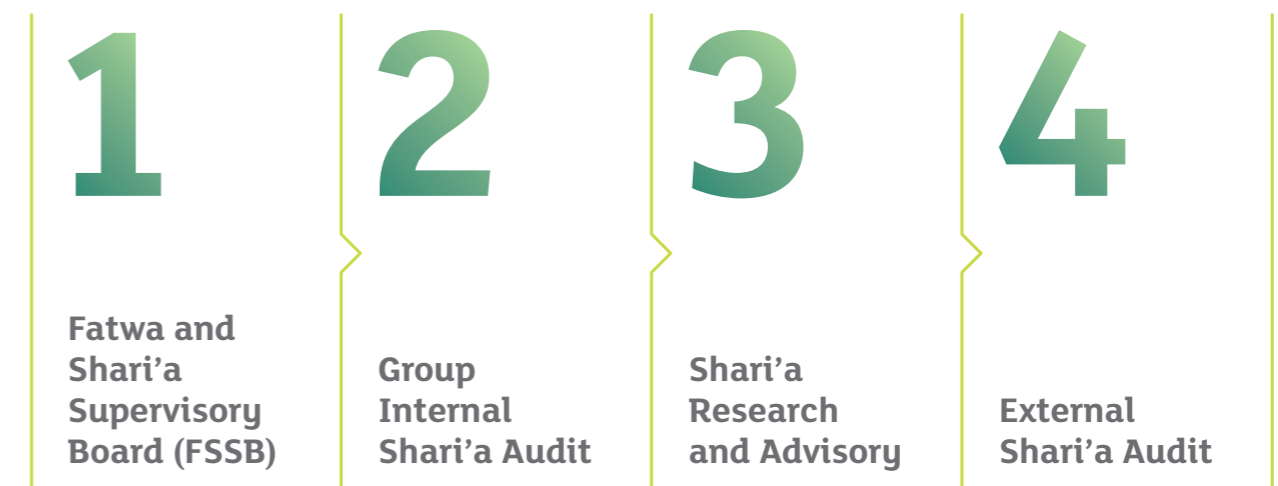 1
Fatwa and
Shari’a
Supervisory
Board (FSSB)
2
Group
Internal
Shari’a Audit
3
Shari’a
Research
and Advisory
4
External
Shari’a Audit